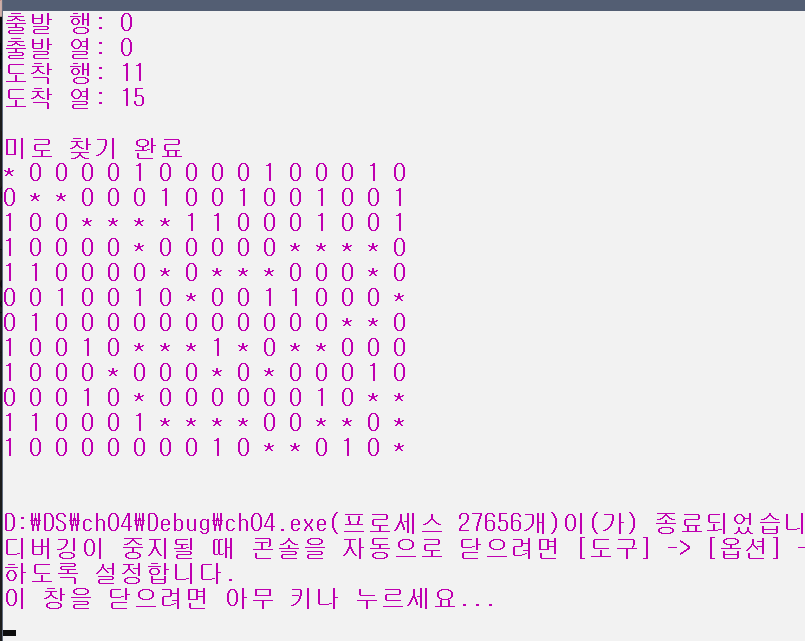 출발 행: 0
출발 열: 0
도착 행: 11
도착 열: 15
미로 찾기 완료
* 0 0 0 0 1 0 0 0 0 1 0 0 0 1 0
0 * * 0 0 0 1 0 0 1 0 0 1 0 0 1
1 0 0 * * * * 1 1 0 0 0 1 0 0 1
1 0 0 0 0 * 0 0 0 0 0 * * * * 0
1 1 0 0 0 0 * 0 * * * 0 0 0 * 0
0 0 1 0 0 1 0 * 0 0 1 1 0 0 0 *
0 1 0 0 0 0 0 0 0 0 0 0 0 * * 0
1 0 0 1 0 * * * 1 * 0 * * 0 0 0
1 0 0 0 * 0 0 0 * 0 * 0 0 0 1 0
0 0 0 1 0 * 0 0 0 0 0 0 1 0 * *
1 1 0 0 0 1 * * * * 0 0 * * 0 *
1 0 0 0 0 0 0 0 1 0 * * 0 1 0 *
D:₩DS₩ch04₩Debug₩ch04.exe(프로세스 27656개)이(가) 종료되었습니
디버깅이 중지될 때 콘솔을 자동으로 닫으려면 [도구] -> [옵션] -
하도록 설정합니다.
이 창을 닫으려면 아무 키나 누르세요...